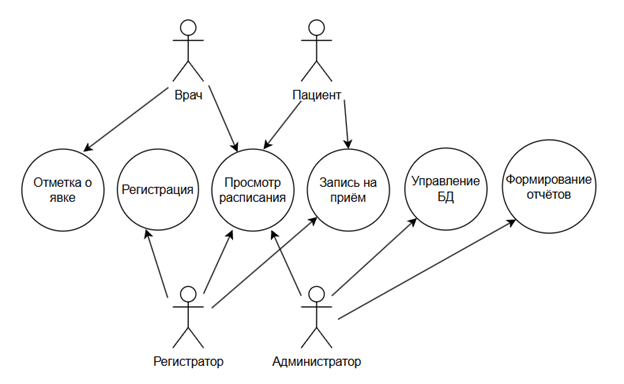 Врач
Пациент
Отметка о
явке
Регистрация
Просмотр
расписания
Запись на
приём
Управление
БД
Формирование
отчётов
Регистратор
Администратор